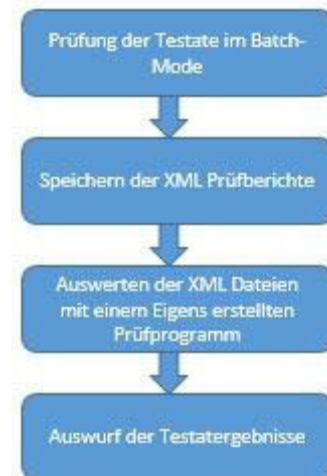 Prüfung der Testate im Batch-
Mode
Speichern der XML Prüfberichte
Auswerten der XML Dateien
mit einem Eigens erstellten
Prüfprogramm
Auswurf der Testatergebnisse